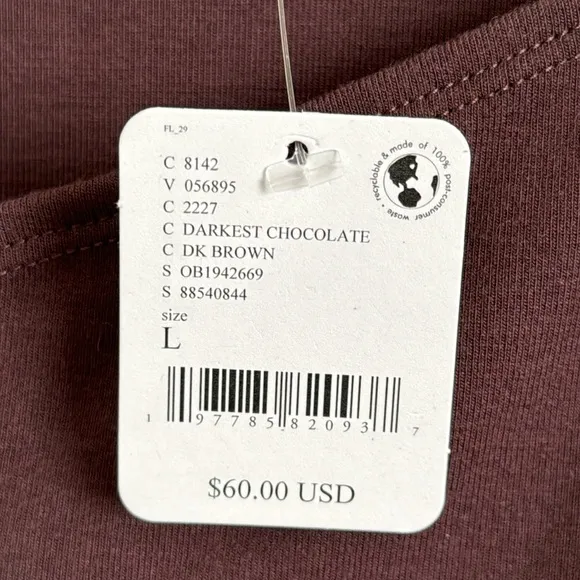 FL_29
recyclable & made of 100% post-consumer waste
C 8142
V 056895
C 2227
C DARKEST CHOCOLATE
C DK BROWN
S OB1942669
S 88540844
size
L
1 97785 82093 7
$60.00 USD